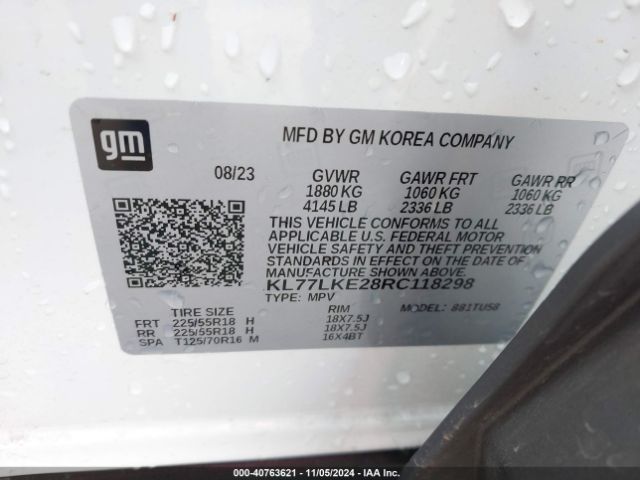 gm
MFD BY GM KOREA COMPANY
08/23 GVWR GAWR FRT GAWR RR
1880 KG 1060 KG 1060 KG
4145 LB 2336 LB 2336 LB
THIS VEHICLE CONFORMS TO ALL
APPLICABLE U.S. FEDERAL MOTOR
VEHICLE SAFETY AND THEFT PREVENTION
STANDARDS IN EFFECT ON THE DATE OF
MANUFACTURE SHOWN ABOVE.
KL77LKE28RC118298
TYPE: MPV MODEL: 881TU58
TIRE SIZE RIM
FRT 225/55R18 H 18X7.5J
RR 225/55R18 H 18X7.5J
SPA T125/70R16 M 16X4BT
000-40763621 - 11/05/2024 - IAA Inc.